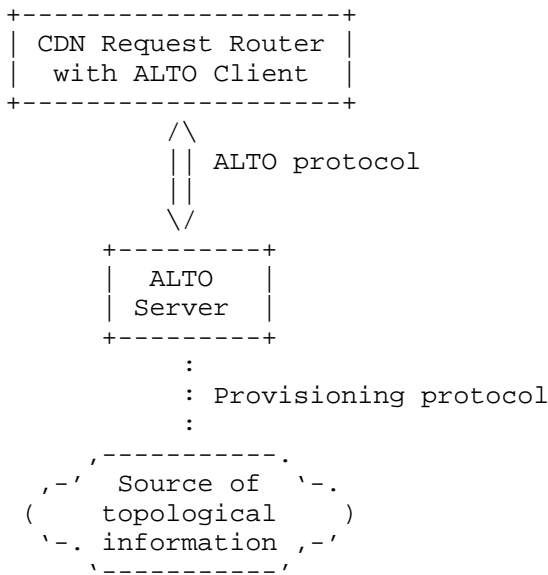 CDN Request Router
with ALTO Client
ALTO protocol
ALTO
Server
Provisioning protocol
Source of
topological
information